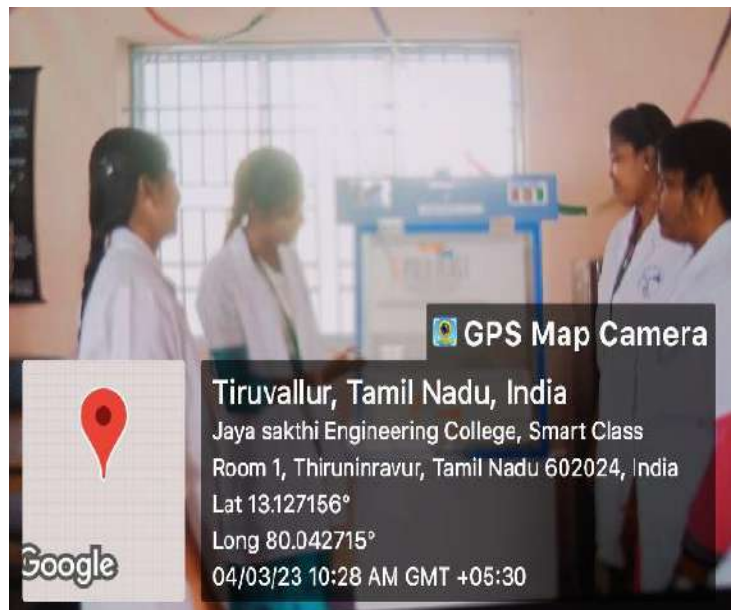 GPS Map Camera
Tiruvallur, Tamil Nadu, India
Jaya sakthi Engineering College, Smart Class
Room 1, Thiruninravur, Tamil Nadu 602024, India
Lat 13.127156°
Long 80.042715°
04/03/23 10:28 AM GMT +05:30
Google